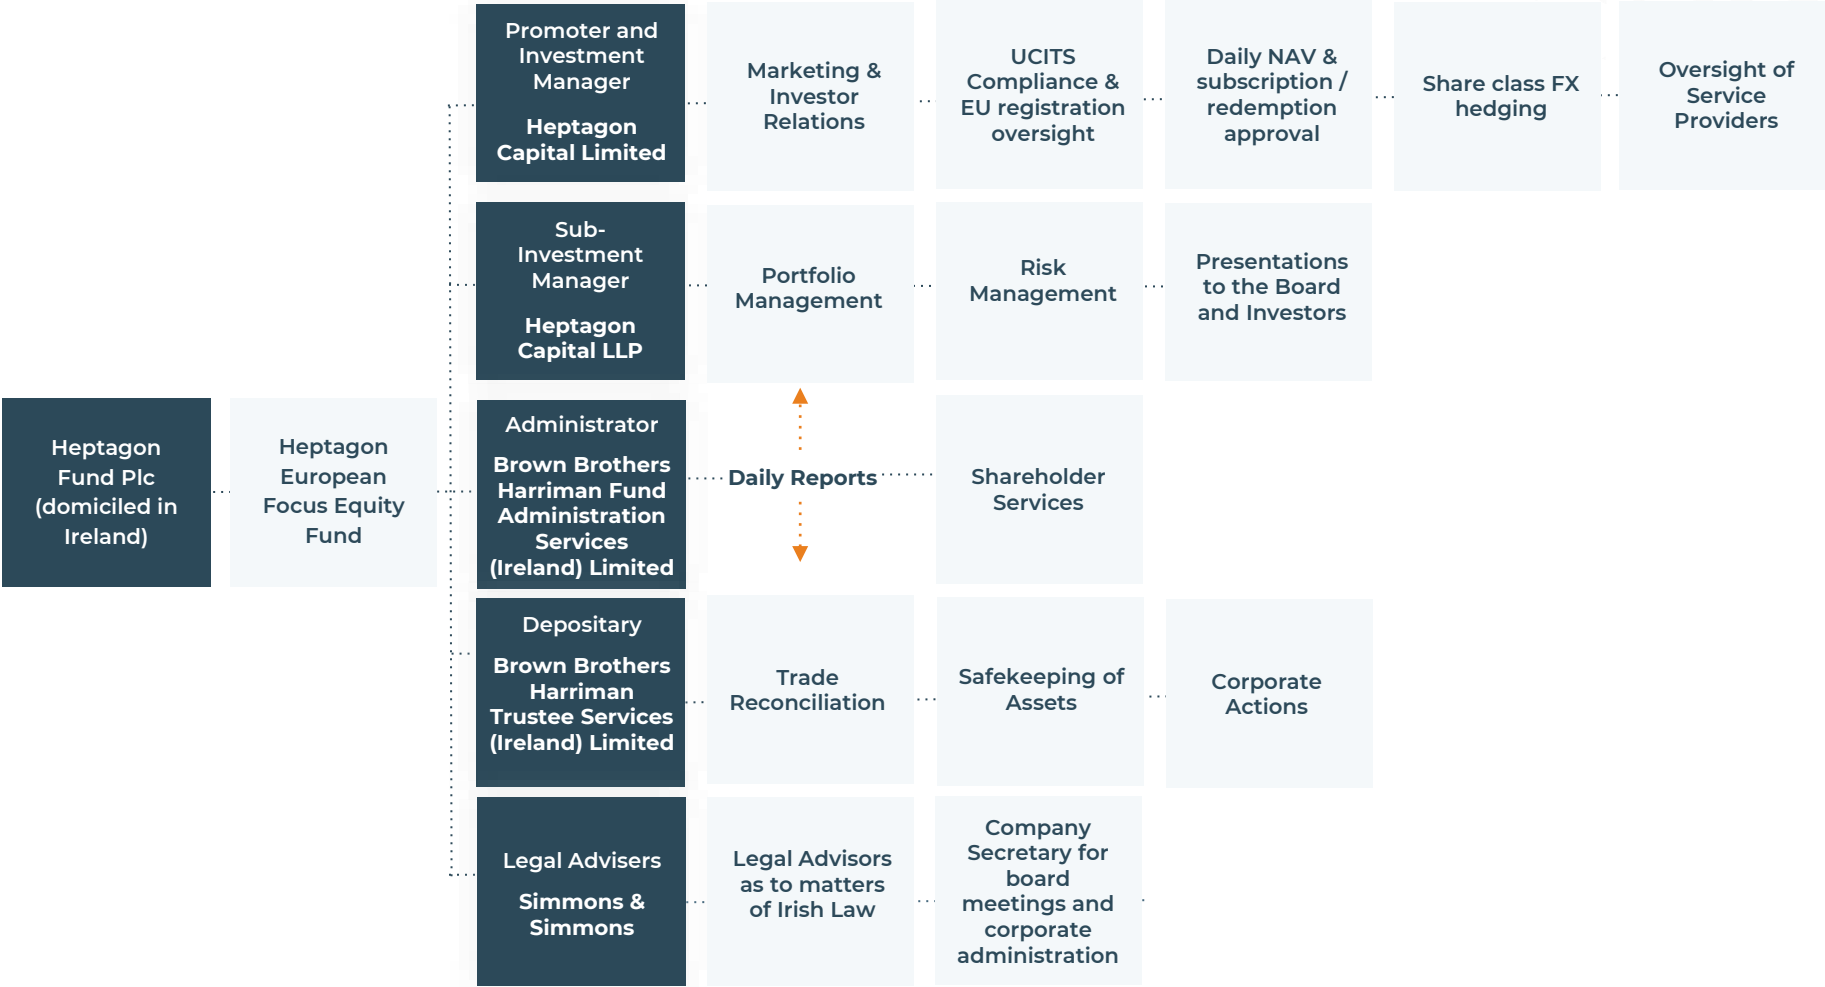 Heptagon
Fund Plc
(domiciled in
Ireland)
Heptagon
European
Focus Equity
Fund
Promoter and
Investment
Manager
Heptagon
Capital Limited
Marketing &
Investor
Relations
UCITS
Compliance &
EU registration
oversight
Daily NAV &
subscription /
redemption
approval
Share class FX
hedging
Oversight of
Service
Providers
Sub-
Investment
Manager
Heptagon
Capital LLP
Portfolio
Management
Risk
Management
Presentations
to the Board
and Investors
Administrator
Brown Brothers
Harriman Fund
Administration
Services
(Ireland) Limited
Daily Reports
Shareholder
Services
Depositary
Brown Brothers
Harriman
Trustee Services
(Ireland) Limited
Trade
Reconciliation
Safekeeping of
Assets
Corporate
Actions
Legal Advisers
Simmons &
Simmons
Legal Advisors
as to matters
of Irish Law
Company
Secretary for
board
meetings and
corporate
administration